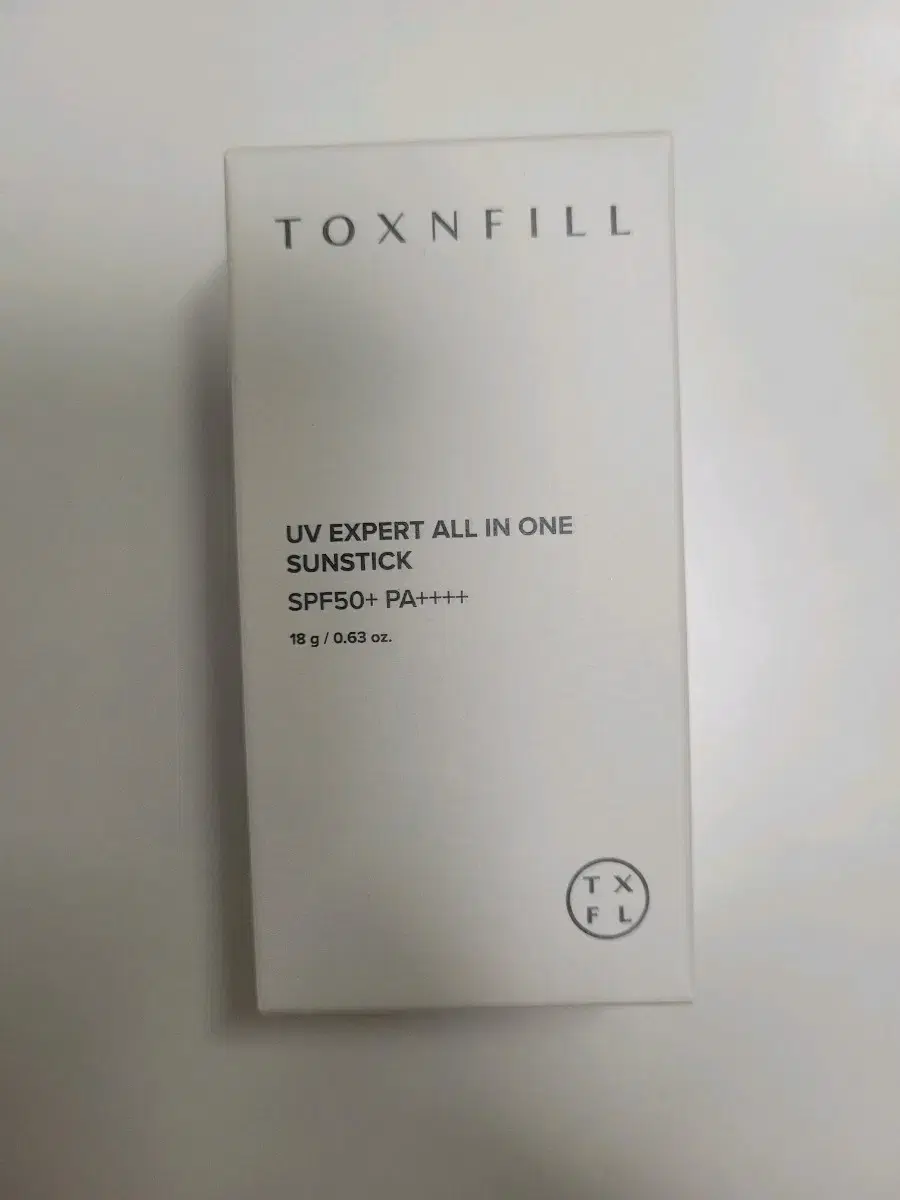 TOXNFILL
UV EXPERT ALL IN ONE
SUNSTICK
SPF50+ PA++++
18 g / 0.63 oz.
T X
F L